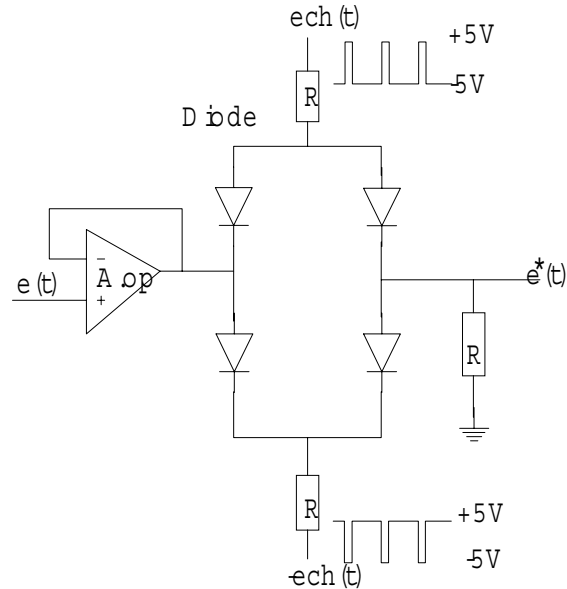 ech(t)
+5V
-5V
R
Diode
e(t)
A.op
−
+
e*(t)
R
R
+5V
-5V
-ech(t)